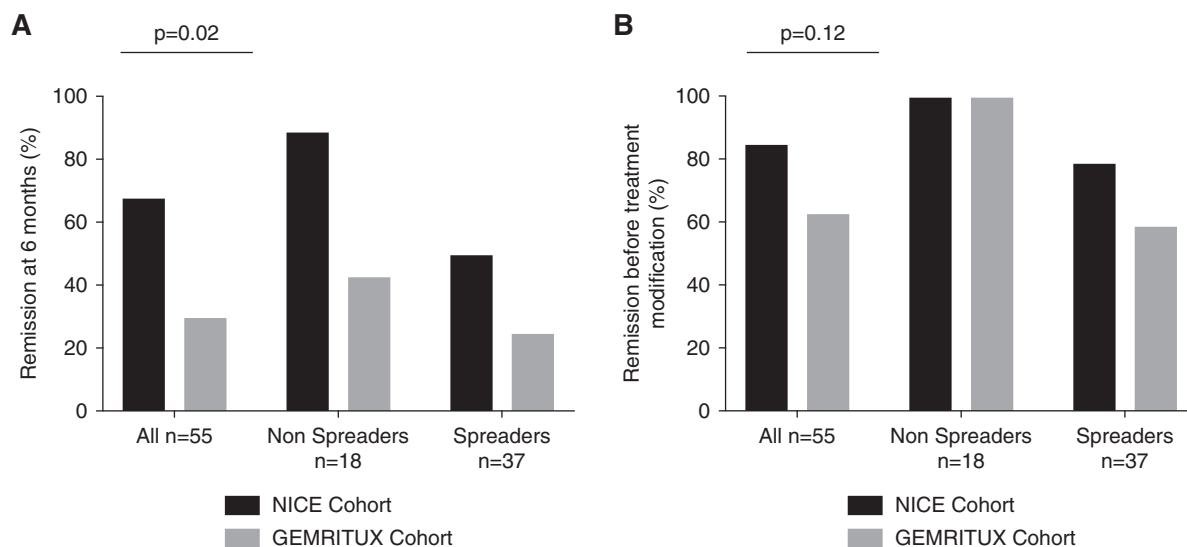 A
p=0.02
Remission at 6 months (%)
100
80
60
40
20
0
All n=55
Non Spreaders
n=18
Spreaders
n=37
NICE Cohort
GEMRITUX Cohort
B
p=0.12
Remission before treatment
modification (%)
100
80
60
40
20
0
All n=55
Non Spreaders
n=18
Spreaders
n=37
NICE Cohort
GEMRITUX Cohort